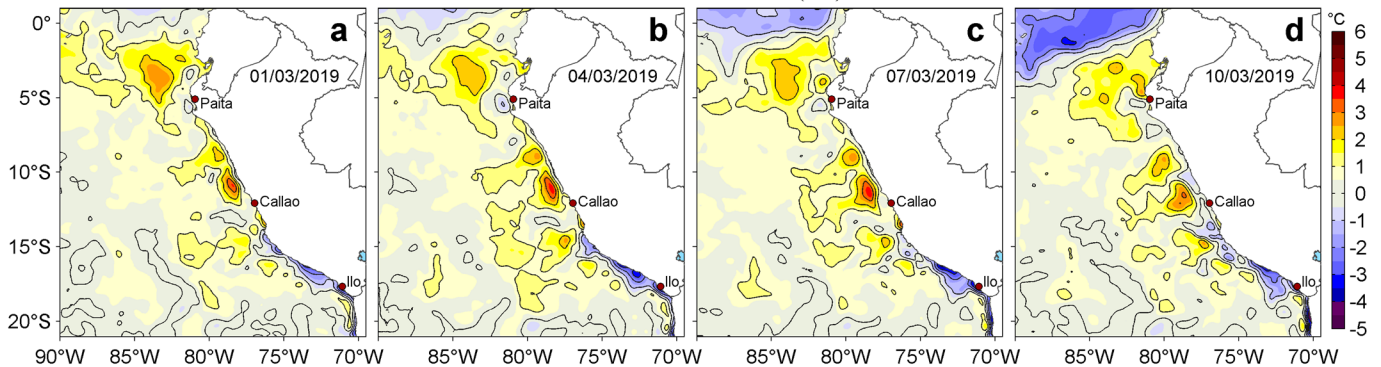 a
b
c
d
°C
01/03/2019
04/03/2019
07/03/2019
10/03/2019
Paita
Paita
Paita
Paita
Callao
Callao
Callao
Callao
Ilo
Ilo
Ilo
Ilo
0°
5°S
10°S
15°S
20°S
90°W 85°W 80°W 75°W 70°W
85°W 80°W 75°W 70°W
85°W 80°W 75°W 70°W
85°W 80°W 75°W 70°W
6
5
4
3
2
1
0
-1
-2
-3
-4
-5